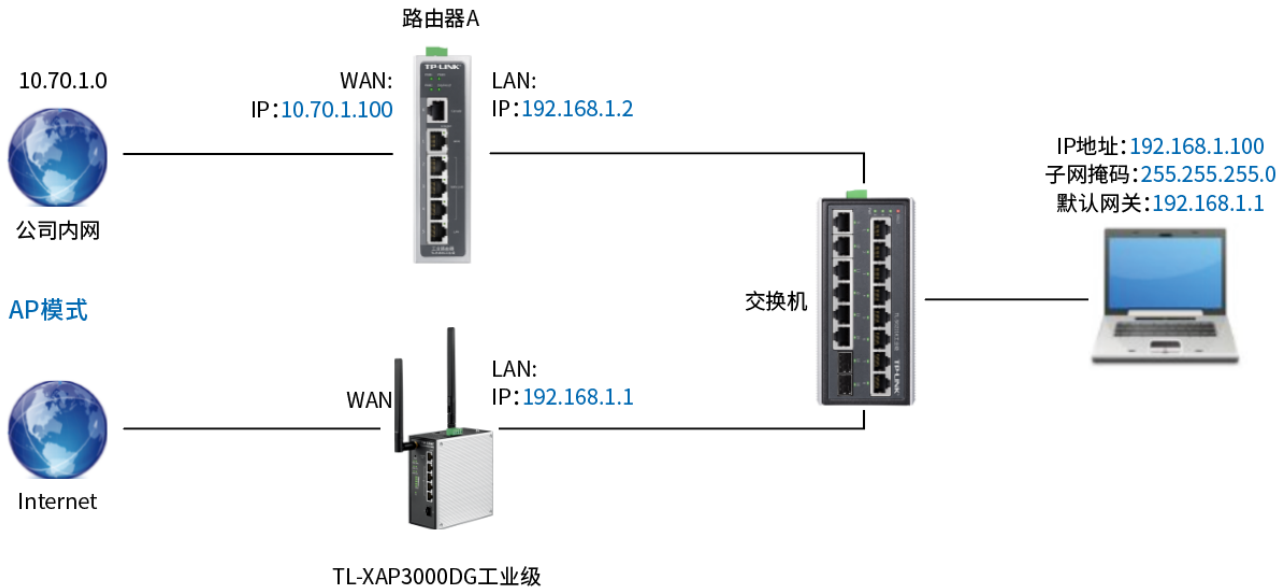 路由器A
10.70.1.0
WAN:
IP：10.70.1.100
LAN:
IP：192.168.1.2
TP-LINK
公司内网
IP地址：192.168.1.100
子网掩码：255.255.255.0
默认网关：192.168.1.1
交换机
TP-LINK
AP模式
LAN:
IP：192.168.1.1
WAN
Internet
TL-XAP3000DG工业级